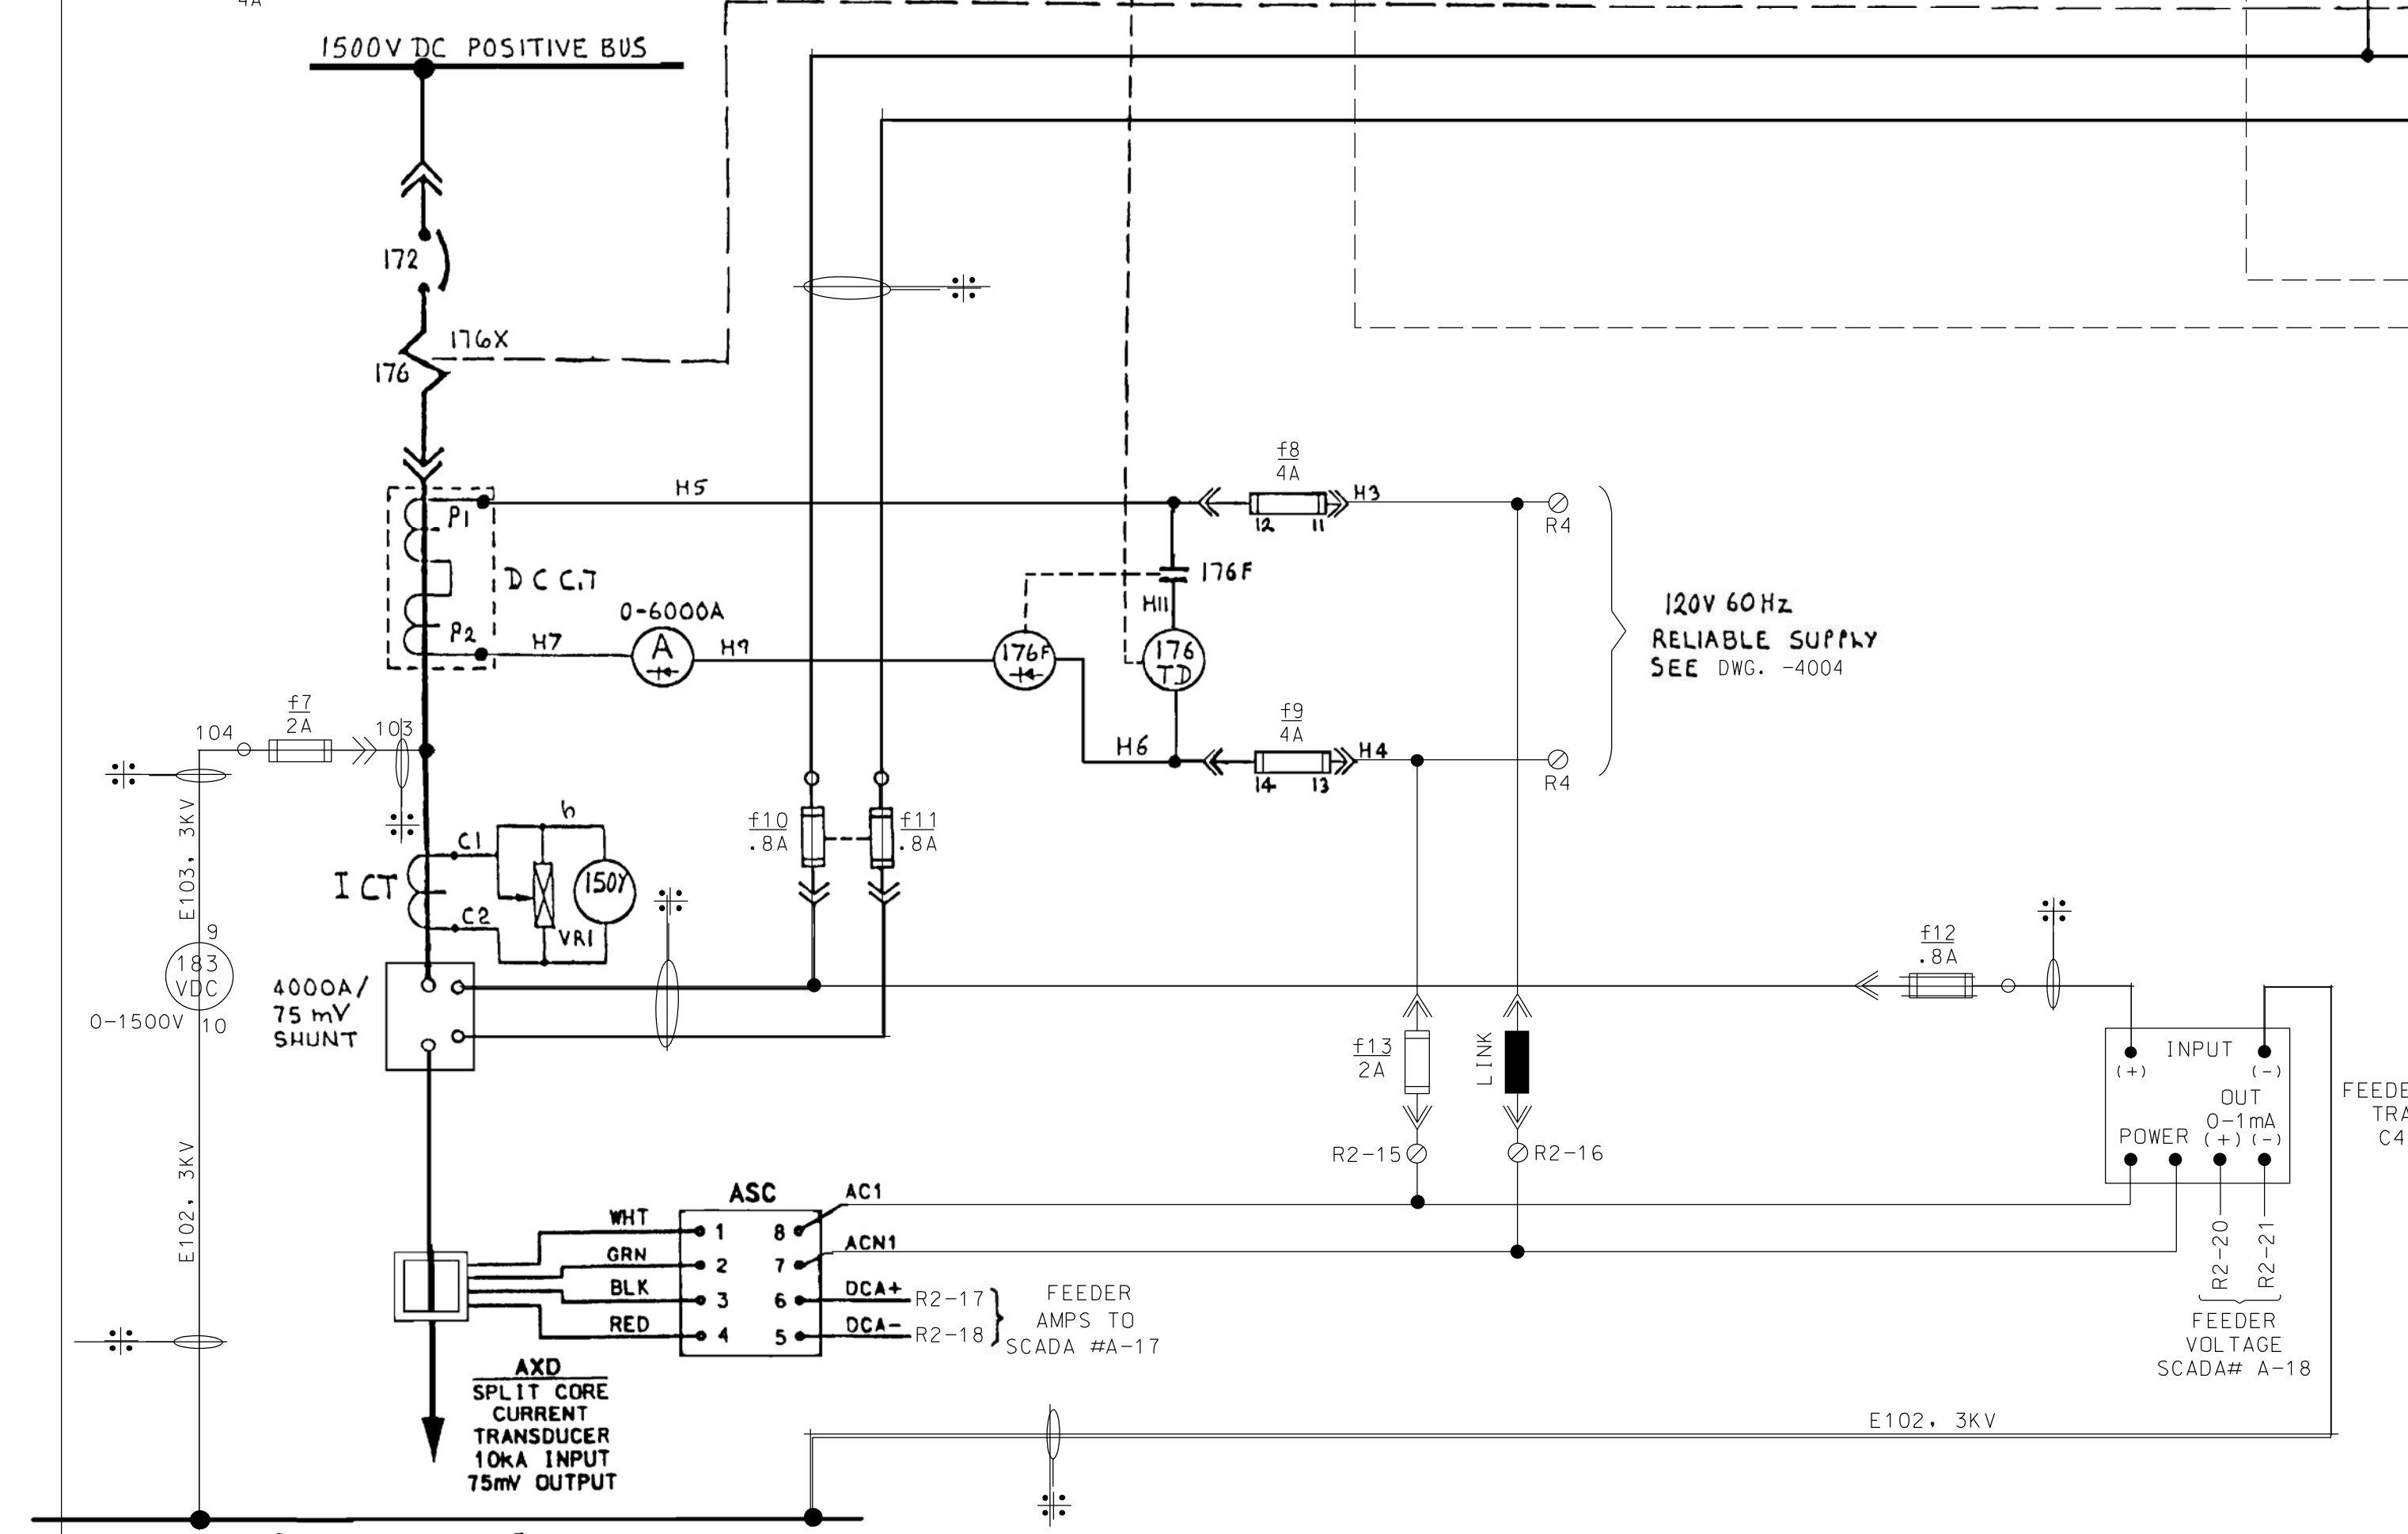 4A
1500V DC POSITIVE BUS
172
176X
176
f8
4A
H5
H3
12
11
R4
P1
DC C.T
176F
H11
0-6000A
120V 60Hz
RELIABLE SUPPLY
SEE DWG. -4004
P2
H7
A
H9
176F
176
TD
f7
2A
104
103
f9
4A
H6
H4
14
13
R4
E103, 3KV
b
f10
.8A
f11
.8A
C1
I CT
150Y
C2
VR1
9
183
VDC
0-1500V
10
4000A/
75 mV
SHUNT
f12
.8A
f13
2A
LINK
INPUT
(+)
(-)
OUT
0-1mA
POWER
(+)
(-)
FEEDE
TRA
C4
E102, 3KV
R2-15
R2-16
ASC
AC1
WHT
1
8
ACN1
GRN
2
7
BLK
3
6
DCA+
R2-17
RED
4
5
DCA-
R2-18
FEEDER
AMPS TO
SCADA #A-17
R2-20
R2-21
FEEDER
VOLTAGE
SCADA# A-18
AXD
SPLIT CORE
CURRENT
TRANSDUCER
10kA INPUT
75mV OUTPUT
E102, 3KV